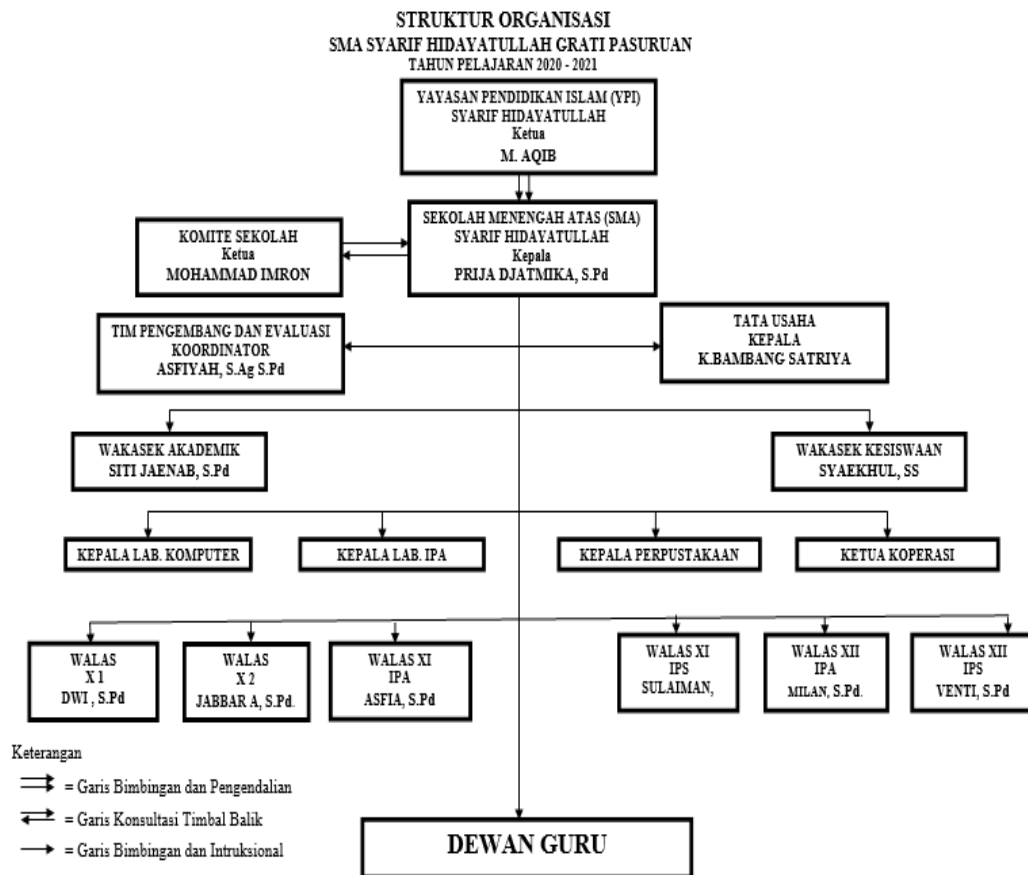 STRUKTUR ORGANISASI
SMA SYARIF HIDAYATULLAH GRATI PASURUAN
TAHUN PELAJARAN 2020 - 2021
YAYASAN PENDIDIKAN ISLAM (YPI)
SYARIF HIDAYATULLAH
Ketua
M. AQIB
SEKOLAH MENENGAH ATAS (SMA)
SYARIF HIDAYATULLAH
Kepala
PRIJA DJATMIKA, S.Pd
KOMITE SEKOLAH
Ketua
MOHAMMAD IMRON
TIM PENGEMBANG DAN EVALUASI
KOORDINATOR
ASFIYAH, S.Ag S.Pd
TATA USAHA
KEPALA
K.BAMBANG SATRIYA
WAKASEK AKADEMIK
SITI JAENAB, S.Pd
WAKASEK KESISWAAN
SYAEKHUL, SS
KEPALA LAB. KOMPUTER
KEPALA LAB. IPA
KEPALA PERPUSTAKAAN
KETUA KOPERASI
WALAS
X 1
DWI , S.Pd
WALAS
X 2
JABBAR A, S.Pd.
WALAS XI
IPA
ASFIA, S.Pd
WALAS XI
IPS
SULAIMAN,
WALAS XII
IPA
MILAN, S.Pd.
WALAS XII
IPS
VENTI, S.Pd
Keterangan
= Garis Bimbingan dan Pengendalian
= Garis Konsultasi Timbal Balik
= Garis Bimbingan dan Intruksional
DEWAN GURU